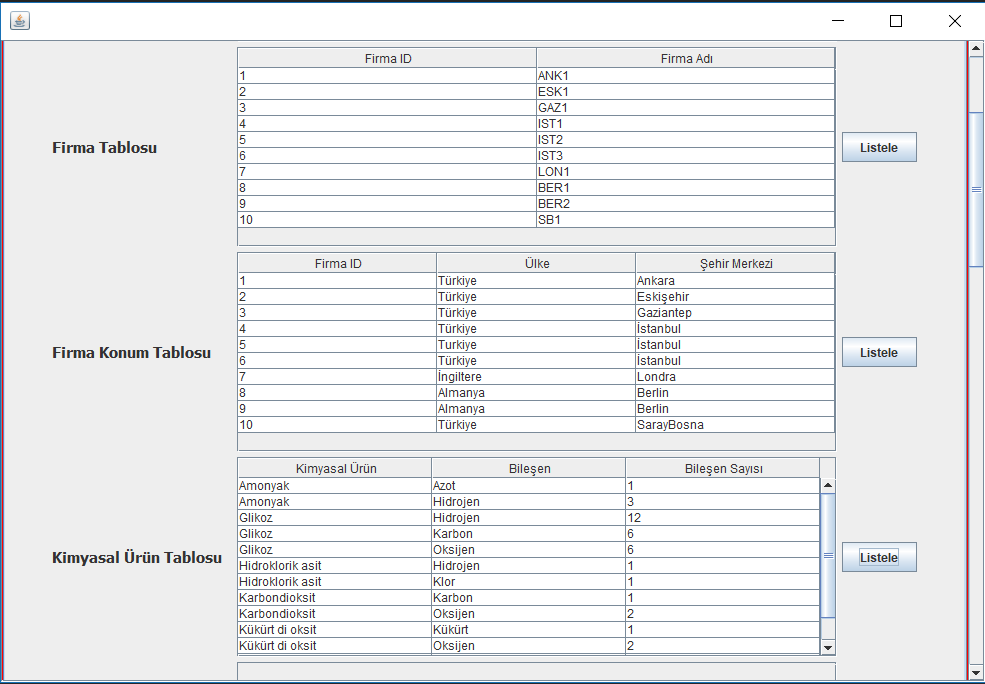 Firma ID Firma Adı
1 ANK1
2 ESK1
3 GAZ1
4 IST1
5 IST2
6 IST3
7 LON1
8 BER1
9 BER2
10 SB1
Firma Tablosu
Listele
Firma ID Ülke Şehir Merkezi
1 Türkiye Ankara
2 Türkiye Eskişehir
3 Türkiye Gaziantep
4 Türkiye İstanbul
5 Turkiye İstanbul
6 Türkiye İstanbul
7 İngiltere Londra
8 Almanya Berlin
9 Almanya Berlin
10 Türkiye SarayBosna
Firma Konum Tablosu
Listele
Kimyasal Ürün Bileşen Bileşen Sayısı
Amonyak Azot 1
Amonyak Hidrojen 3
Glikoz Hidrojen 12
Glikoz Karbon 6
Glikoz Oksijen 6
Hidroklorik asit Hidrojen 1
Hidroklorik asit Klor 1
Karbondioksit Karbon 1
Karbondioksit Oksijen 2
Kükürt di oksit Kükürt 1
Kükürt di oksit Oksijen 2
Kimyasal Ürün Tablosu
Listele